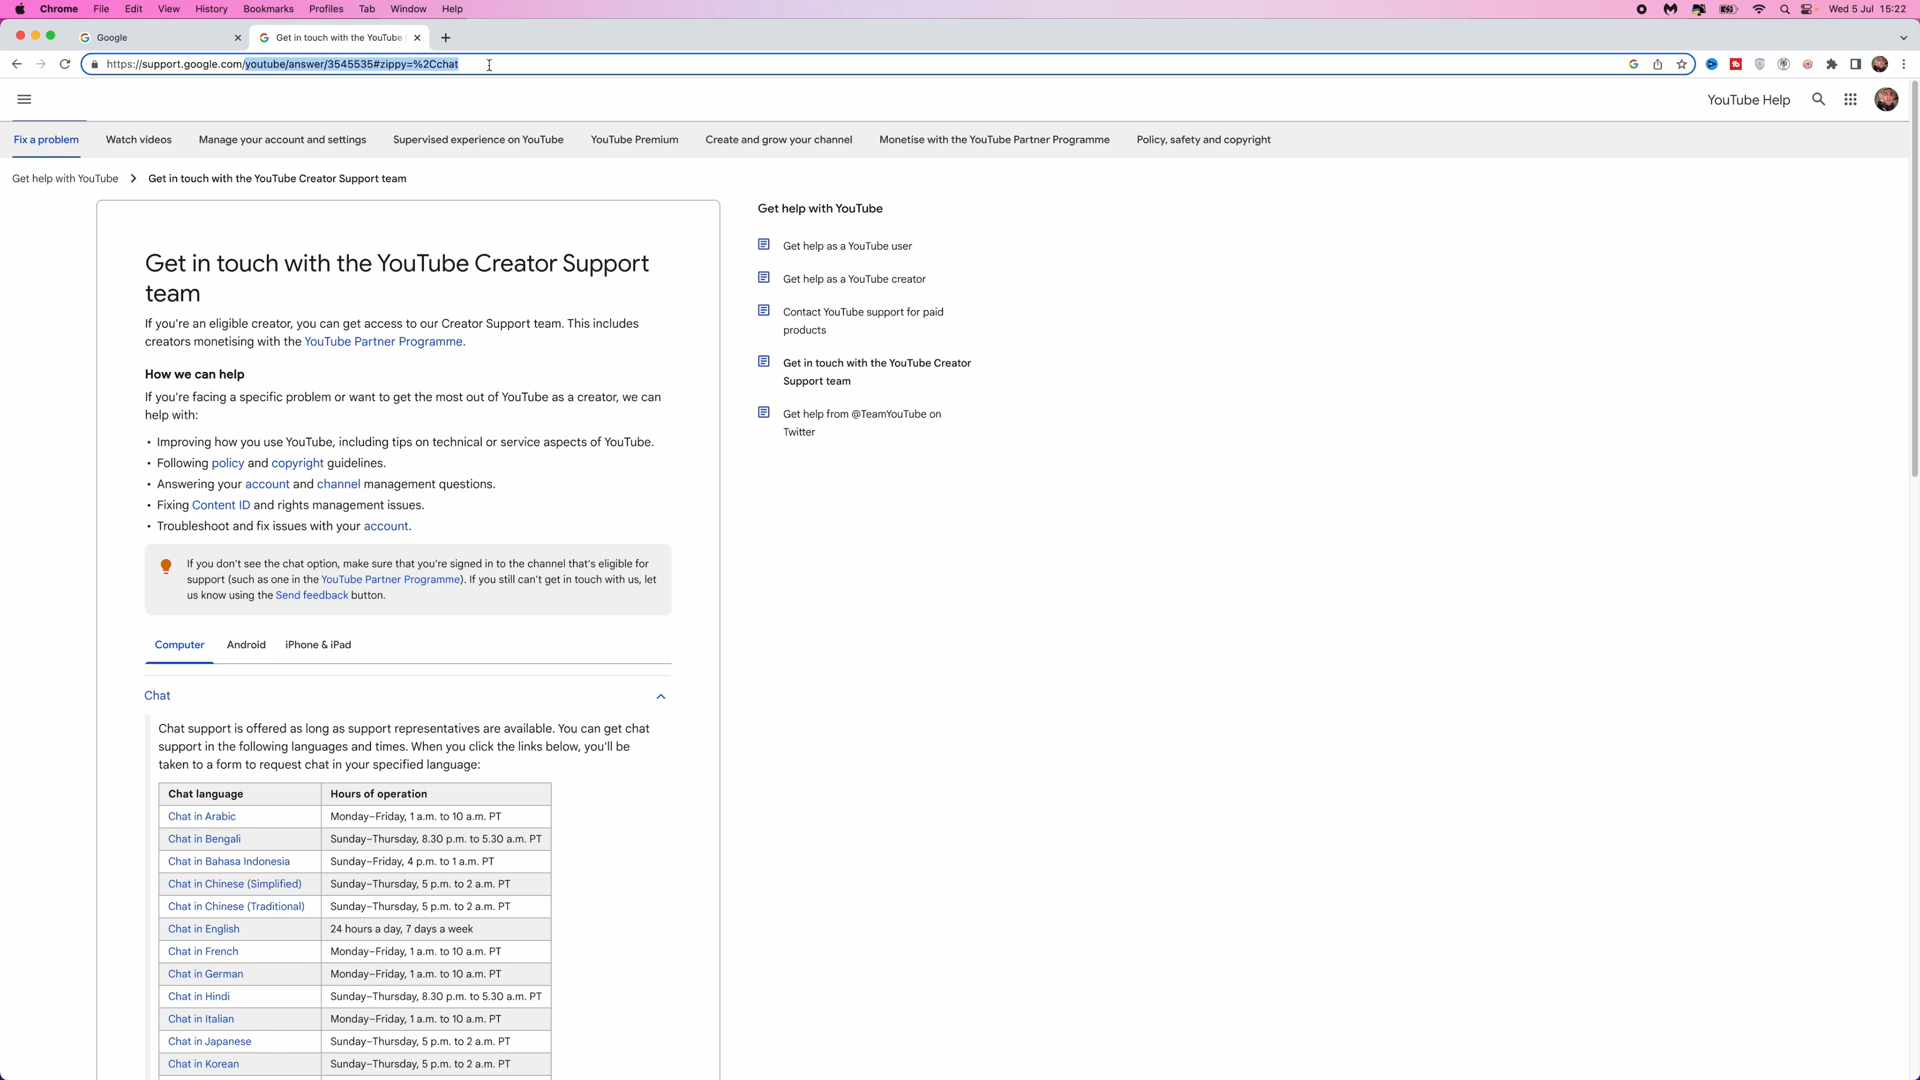 Chrome File Edit View History Bookmarks Profiles Tab Window Help Wed 5 Jul 15:22
Google Get in touch with the YouTube
https://support.google.com/youtube/answer/3545535#zippy=%2Cchat
YouTube Help
Fix a problem Watch videos Manage your account and settings Supervised experience on YouTube YouTube Premium Create and grow your channel Monetise with the YouTube Partner Programme Policy, safety and copyright
Get help with YouTube Get in touch with the YouTube Creator Support team
Get in touch with the YouTube Creator Support
team
If you're an eligible creator, you can get access to our Creator Support team. This includes
creators monetising with the YouTube Partner Programme.
How we can help
If you're facing a specific problem or want to get the most out of YouTube as a creator, we can
help with:
• Improving how you use YouTube, including tips on technical or service aspects of YouTube.
• Following policy and copyright guidelines.
• Answering your account and channel management questions.
• Fixing Content ID and rights management issues.
• Troubleshoot and fix issues with your account.
If you don't see the chat option, make sure that you're signed in to the channel that's eligible for
support (such as one in the YouTube Partner Programme). If you still can't get in touch with us, let
us know using the Send feedback button.
Computer Android iPhone & iPad
Chat
Chat support is offered as long as support representatives are available. You can get chat
support in the following languages and times. When you click the links below, you'll be
taken to a form to request chat in your specified language:
Chat language Hours of operation
Chat in Arabic Monday–Friday, 1 a.m. to 10 a.m. PT
Chat in Bengali Sunday–Thursday, 8.30 p.m. to 5.30 a.m. PT
Chat in Bahasa Indonesia Sunday–Friday, 4 p.m. to 1 a.m. PT
Chat in Chinese (Simplified) Sunday–Thursday, 5 p.m. to 2 a.m. PT
Chat in Chinese (Traditional) Sunday–Thursday, 5 p.m. to 2 a.m. PT
Chat in English 24 hours a day, 7 days a week
Chat in French Monday–Friday, 1 a.m. to 10 a.m. PT
Chat in German Monday–Friday, 1 a.m. to 10 a.m. PT
Chat in Hindi Sunday–Thursday, 8.30 p.m. to 5.30 a.m. PT
Chat in Italian Monday–Friday, 1 a.m. to 10 a.m. PT
Chat in Japanese Sunday–Thursday, 5 p.m. to 2 a.m. PT
Chat in Korean Sunday–Thursday, 5 p.m. to 2 a.m. PT
Get help with YouTube
Get help as a YouTube user
Get help as a YouTube creator
Contact YouTube support for paid
products
Get in touch with the YouTube Creator
Support team
Get help from @TeamYouTube on
Twitter